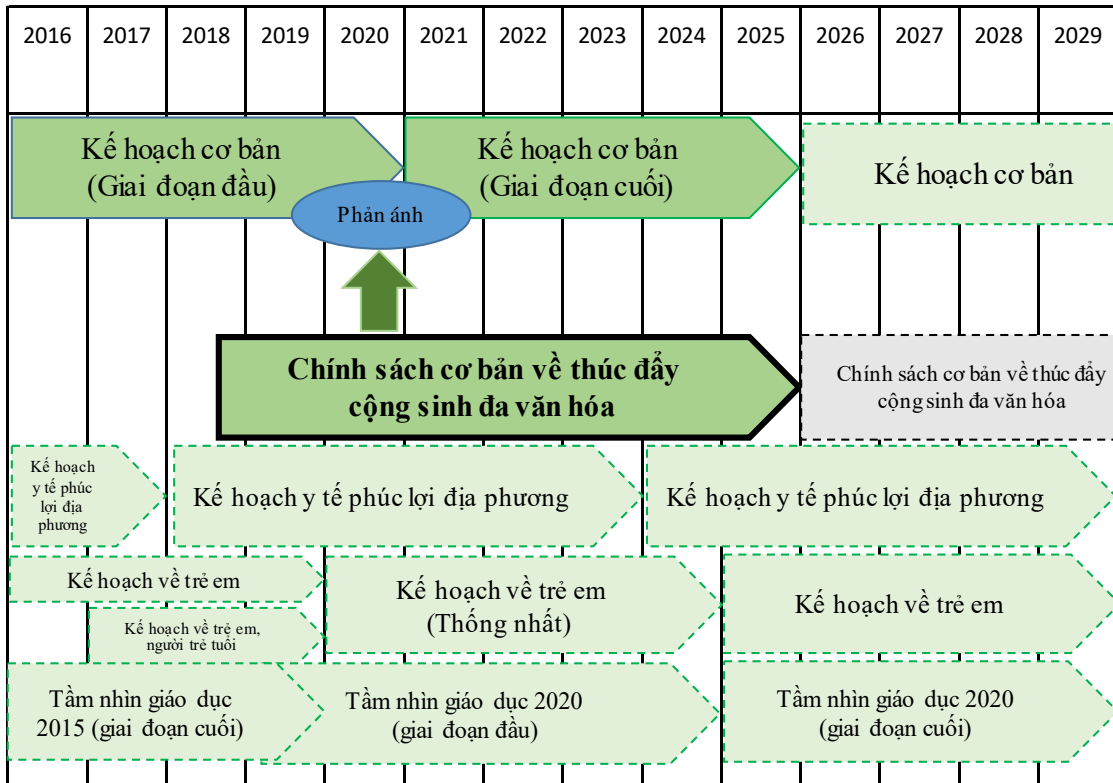 2016 2017 2018 2019 2020 2021 2022 2023 2024 2025 2026 2027 2028 2029
Kế hoạch cơ bản
(Giai đoạn đầu)
Kế hoạch cơ bản
(Giai đoạn cuối)
Kế hoạch cơ bản
Phản ánh
Chính sách cơ bản về thúc đẩy
cộng sinh đa văn hóa
Chính sách cơ bản về thúc đẩy
cộng sinh đa văn hóa
Kế hoạch
y tế phúc
lợi địa
phương
Kế hoạch y tế phúc lợi địa phương
Kế hoạch y tế phúc lợi địa phương
Kế hoạch về trẻ em
Kế hoạch về trẻ em,
người trẻ tuổi
Kế hoạch về trẻ em
(Thống nhất)
Kế hoạch về trẻ em
Tầm nhìn giáo dục
2015 (giai đoạn cuối)
Tầm nhìn giáo dục 2020
(giai đoạn đầu)
Tầm nhìn giáo dục 2020
(giai đoạn cuối)